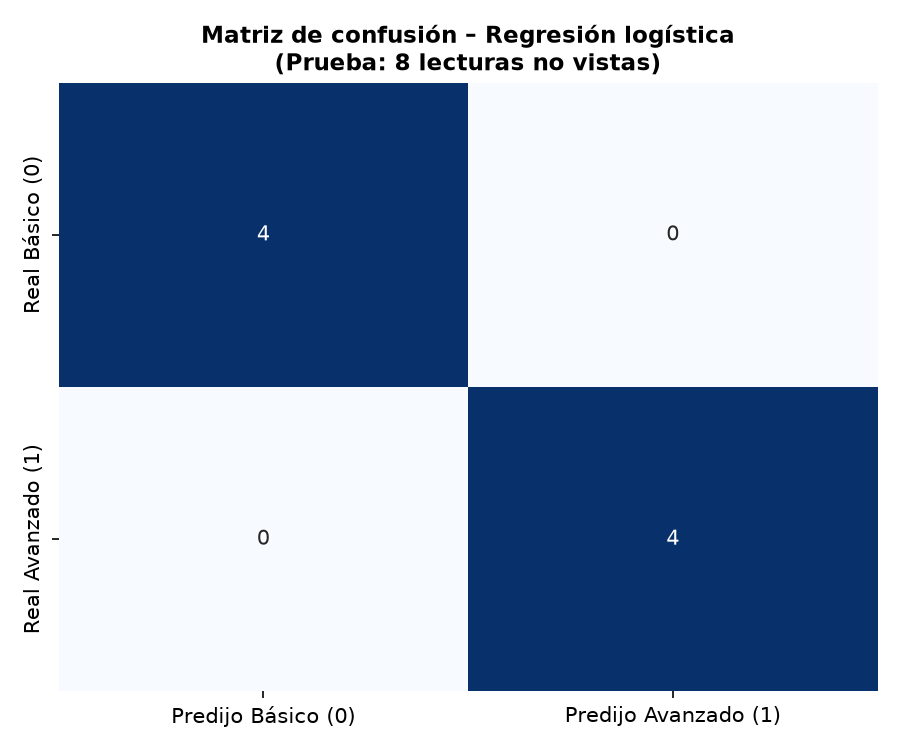 Matriz de confusión – Regresión logística
(Prueba: 8 lecturas no vistas)
Real Básico (0)
4
0
Real Avanzado (1)
0
4
Predijo Básico (0)
Predijo Avanzado (1)